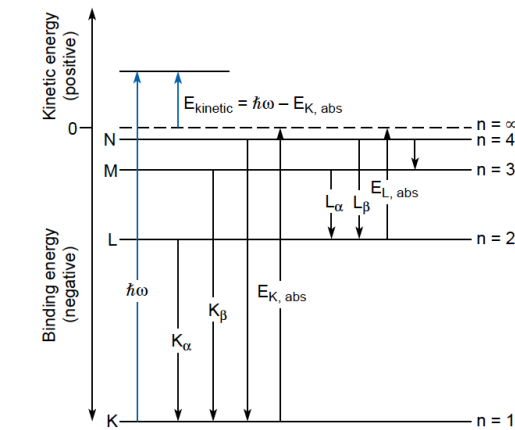 Kinetic energy
(positive)
E_kinetic = ℏω – E_K, abs
0
n = ∞
N
n = 4
M
n = 3
E_L, abs
L_α
L_β
L
n = 2
Binding energy
(negative)
ℏω
E_K, abs
K_β
K_α
K
n = 1